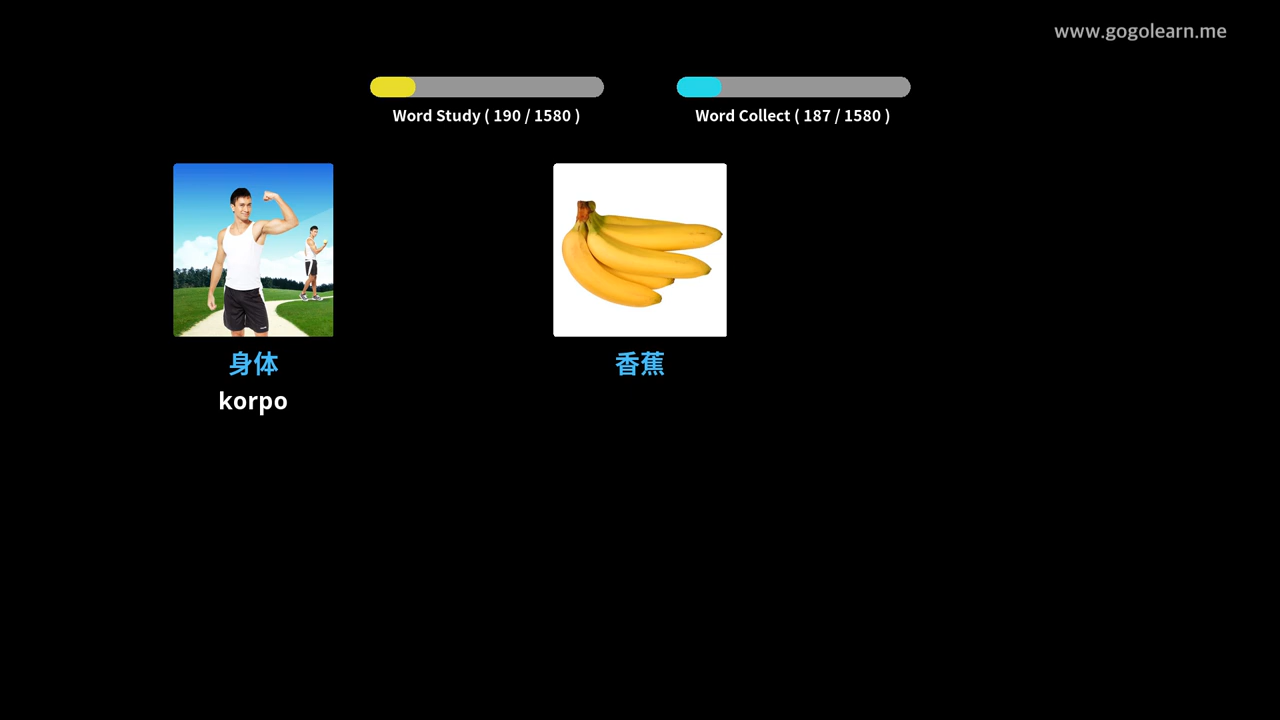 www.gogolearn.me
Word Study ( 190 / 1580 )
Word Collect ( 187 / 1580 )
身体
korpo
香蕉